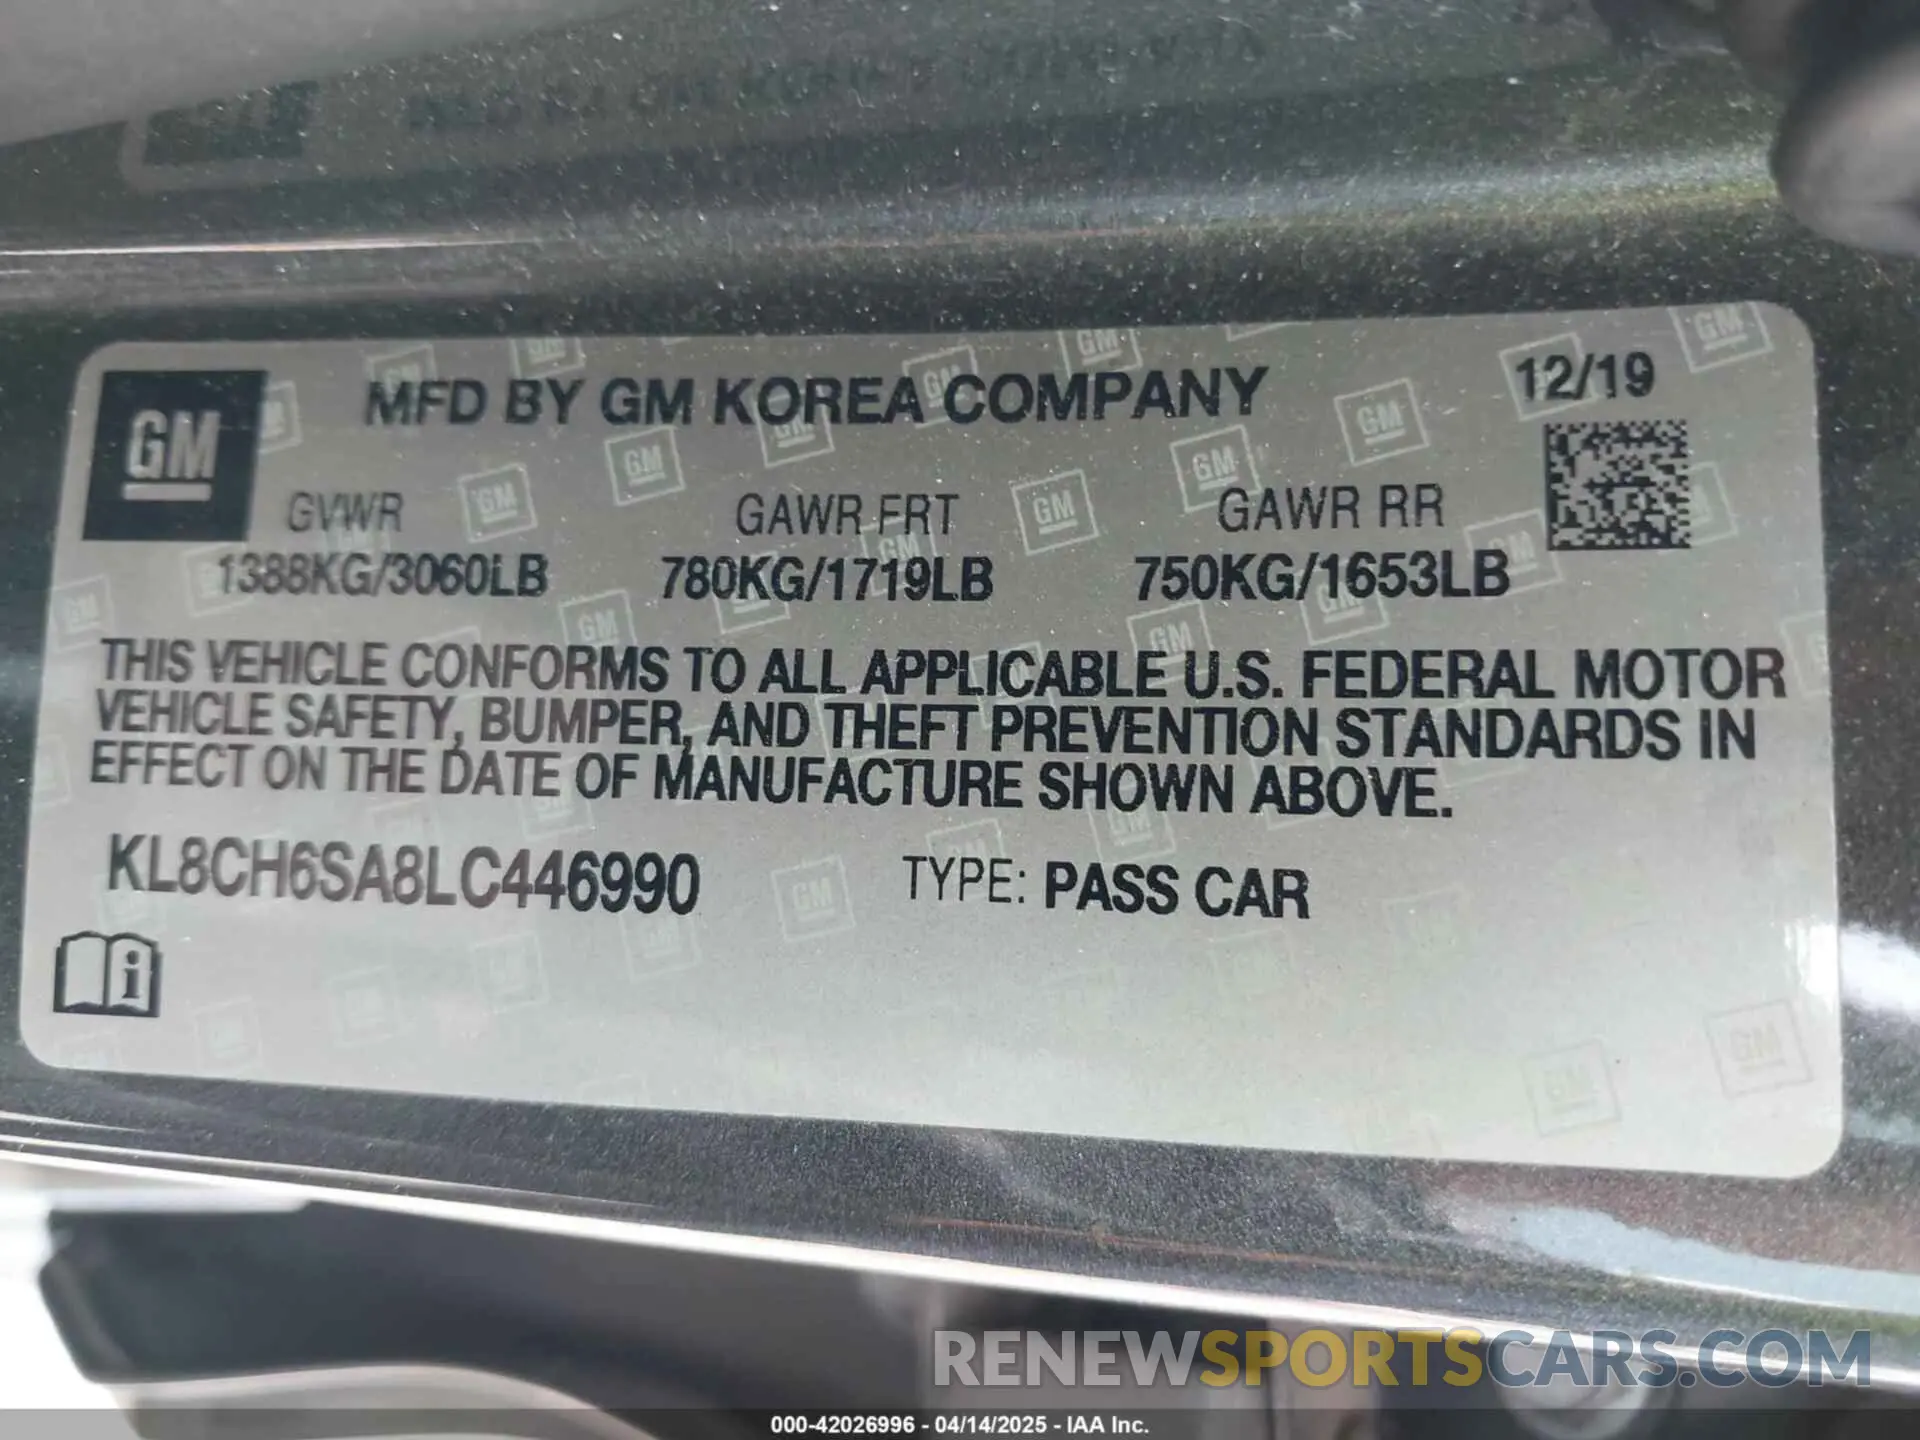 GM
MFD BY GM KOREA COMPANY 12/19
GVWR GAWR FRT GAWR RR
1388KG/3060LB 780KG/1719LB 750KG/1653LB
THIS VEHICLE CONFORMS TO ALL APPLICABLE U.S. FEDERAL MOTOR
VEHICLE SAFETY, BUMPER, AND THEFT PREVENTION STANDARDS IN
EFFECT ON THE DATE OF MANUFACTURE SHOWN ABOVE.
KL8CH6SA8LC446990 TYPE: PASS CAR
RENEWSPORTSCARS.COM
000-42026996 - 04/14/2025 - IAA Inc.